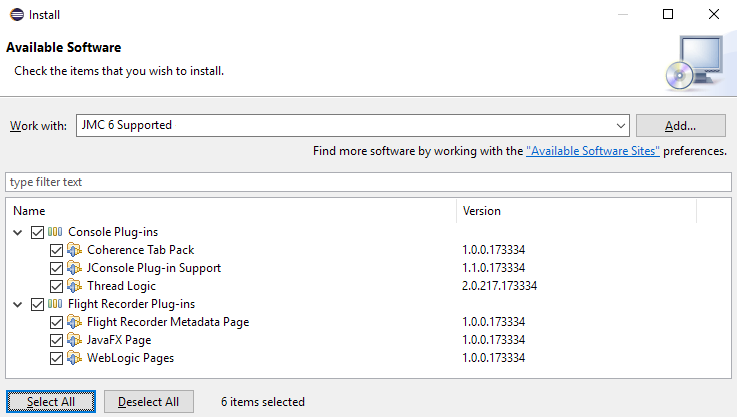 Install
Available Software
Check the items that you wish to install.
Work with: JMC 6 Supported Add...
Find more software by working with the "Available Software Sites" preferences.
type filter text
Name Version
Console Plug-ins
Coherence Tab Pack 1.0.0.173334
JConsole Plug-in Support 1.1.0.173334
Thread Logic 2.0.217.173334
Flight Recorder Plug-ins
Flight Recorder Metadata Page 1.0.0.173334
JavaFX Page 1.0.0.173334
WebLogic Pages 1.0.0.173334
Select All Deselect All 6 items selected